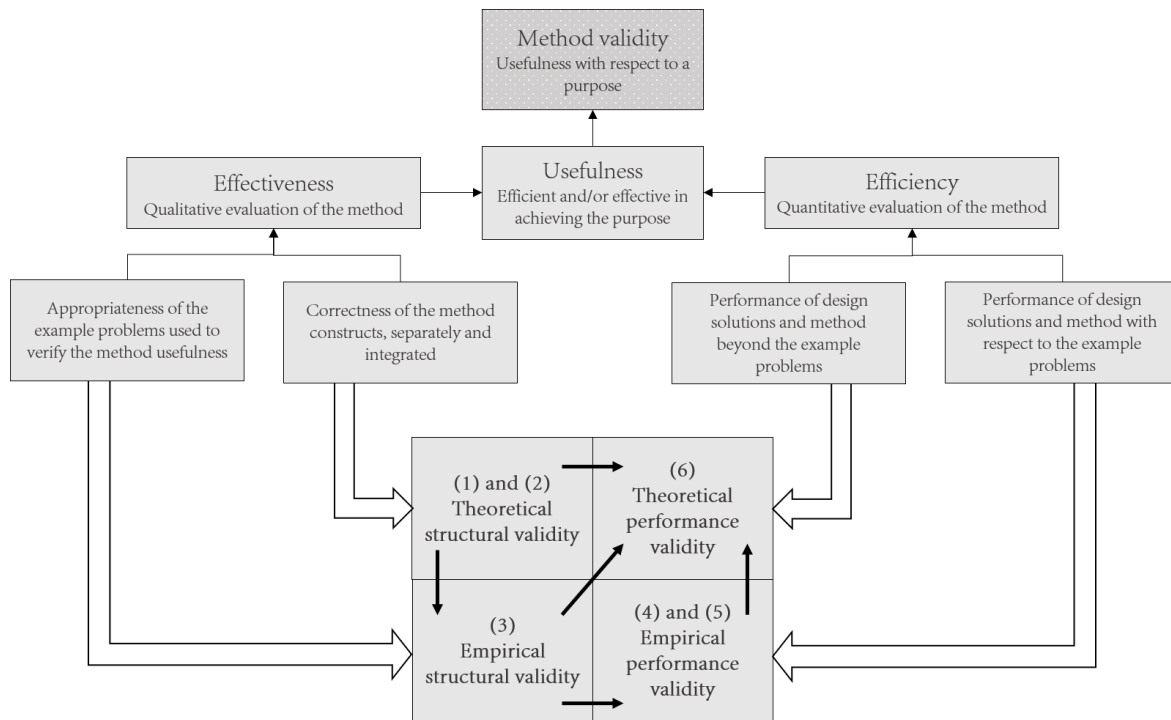 Method validity
Usefulness with respect to a
purpose
Effectiveness
Qualitative evaluation of the method
Usefulness
Efficient and/or effective in
achieving the purpose
Efficiency
Quantitative evaluation of the method
Appropriateness of the
example problems used to
verify the method usefulness
Correctness of the method
constructs, separately and
integrated
Performance of design
solutions and method
beyond the example
problems
Performance of design
solutions and method with
respect to the example
problems
(1) and (2)
Theoretical
structural validity
(6)
Theoretical
performance
validity
(3)
Empirical
structural validity
(4) and (5)
Empirical
performance
validity